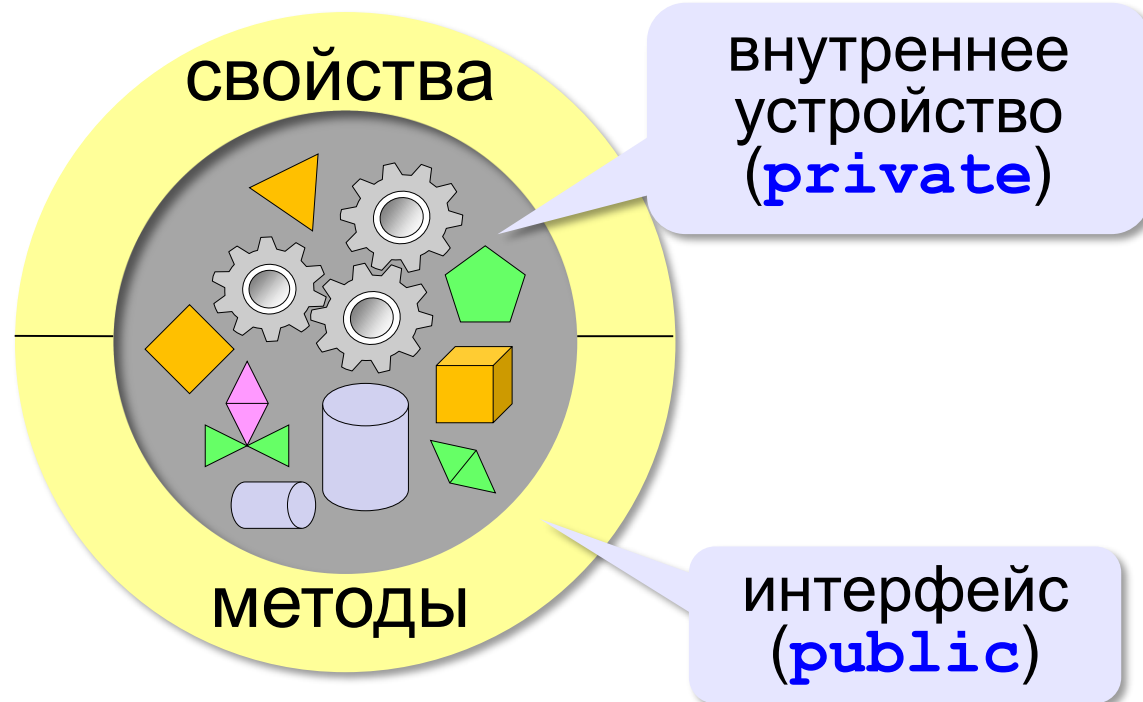 свойства
внутреннее
устройство
(private)
методы
интерфейс
(public)